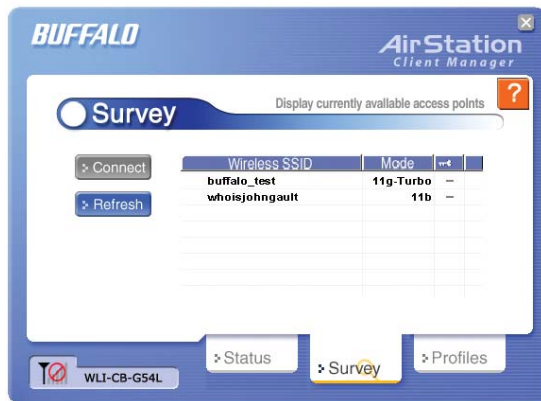 BUFFALO
AirStation
Client Manager
Survey
Display currently available access points
?
Connect
Refresh
Wireless SSID Mode
buffalo_test 11g-Turbo –
whoisjohngault 11b –
Status
Survey
Profiles
WLI-CB-G54L